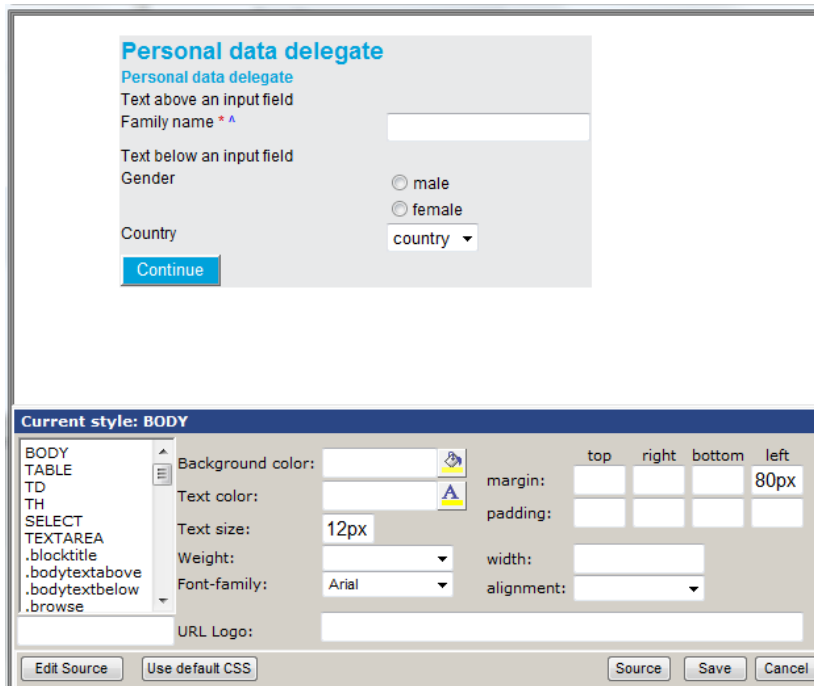 Personal data delegate
Personal data delegate
Text above an input field
Family name * ^
Text below an input field
Gender
male
female
Country
country
Continue
Current style: BODY
BODY
TABLE
TD
TH
SELECT
TEXTAREA
.blocktitle
.bodytextabove
.bodytextbelow
.browse
Background color:
Text color:
A
Text size: 12px
Weight:
Font-family: Arial
URL Logo:
top right bottom left
margin: 80px
padding:
width:
alignment:
Edit Source Use default CSS Source Save Cancel